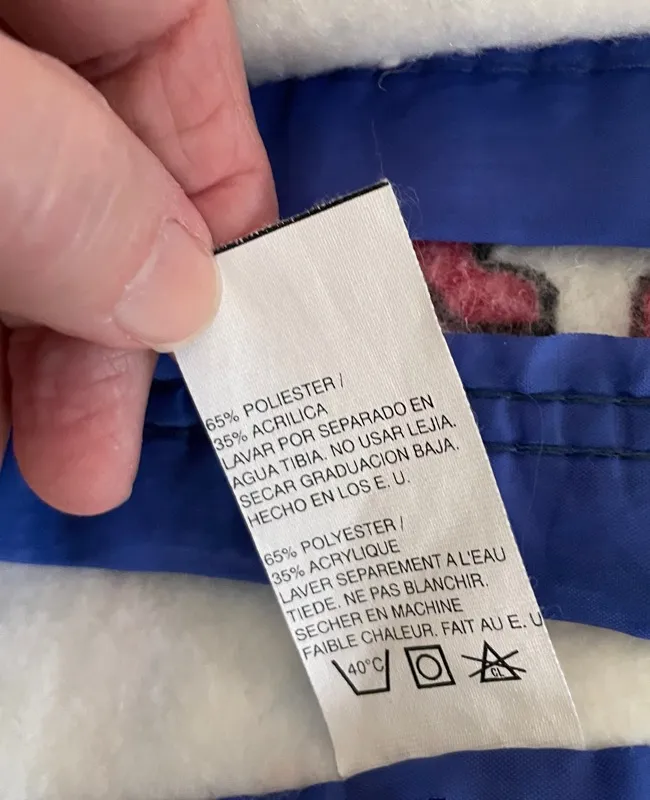 65% POLIESTER /
35% ACRILICA
LAVAR POR SEPARADO EN
AGUA TIBIA. NO USAR LEJIA.
SECAR GRADUACION BAJA.
HECHO EN LOS E. U.
65% POLYESTER /
35% ACRYLIQUE
LAVER SEPAREMENT A L'EAU
TIEDE. NE PAS BLANCHIR.
SECHER EN MACHINE
FAIBLE CHALEUR. FAIT AU E. U
40°C CL